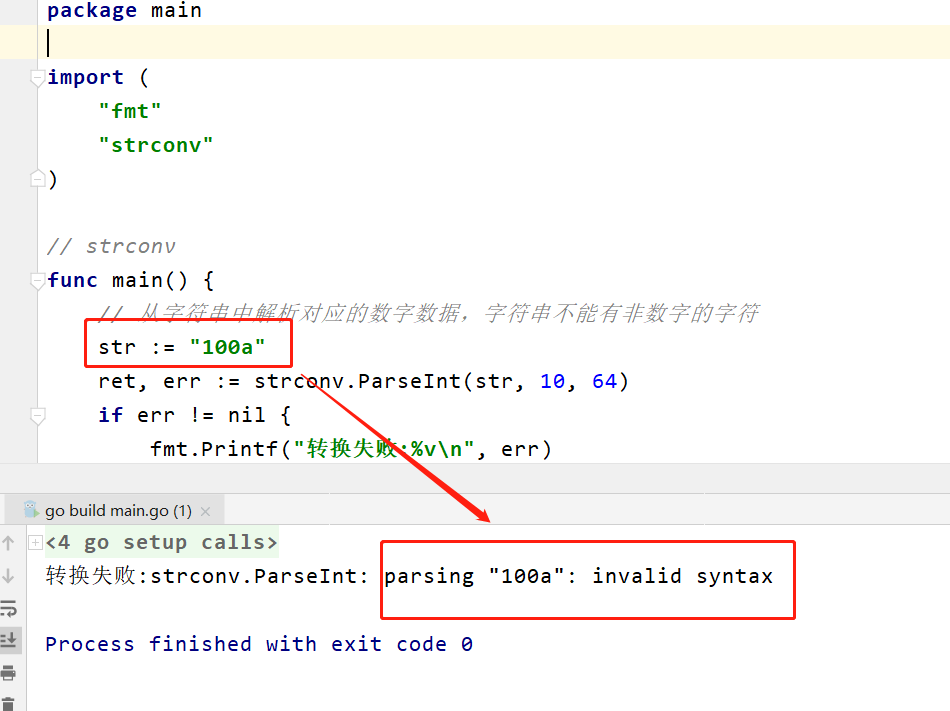 package main
import (
"fmt"
"strconv"
)
// strconv
func main() {
// 从字符串中解析对应的数字数据，字符串不能有非数字的字符
str := "100a"
ret, err := strconv.ParseInt(str, 10, 64)
if err != nil {
fmt.Printf("转换失败:%v\n", err)
go build main.go (1) ×
<4 go setup calls>
转换失败:strconv.ParseInt: parsing "100a": invalid syntax
Process finished with exit code 0